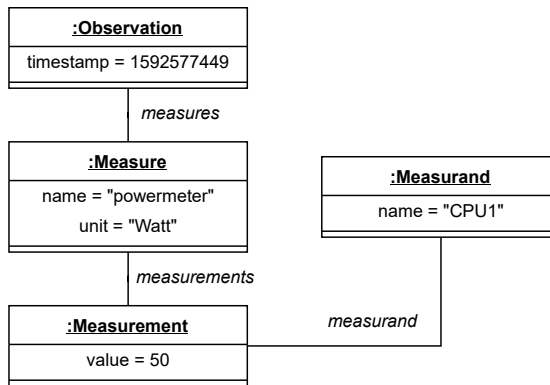 :Observation
timestamp = 1592577449
measures
:Measure
name = "powermeter"
unit = "Watt"
:Measurand
name = "CPU1"
measurements
measurand
:Measurement
value = 50